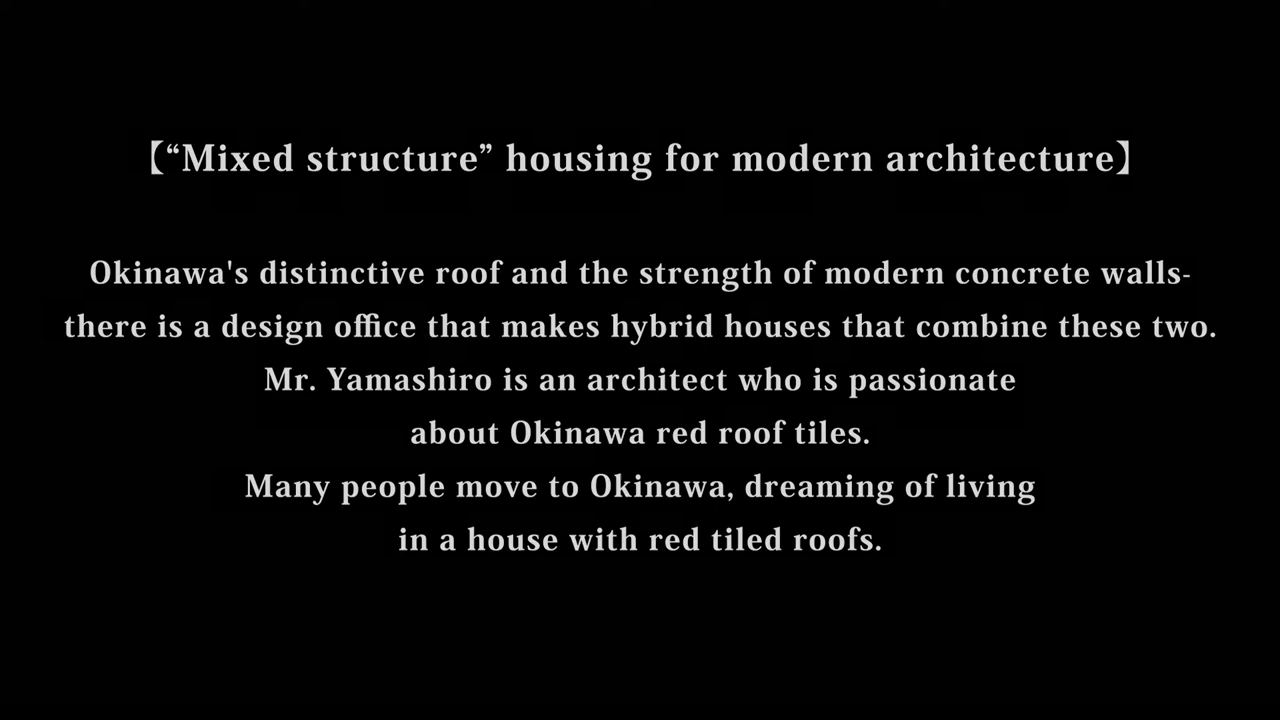 【“Mixed structure” housing for modern architecture】
Okinawa's distinctive roof and the strength of modern concrete walls-
there is a design office that makes hybrid houses that combine these two.
Mr. Yamashiro is an architect who is passionate
about Okinawa red roof tiles.
Many people move to Okinawa, dreaming of living
in a house with red tiled roofs.